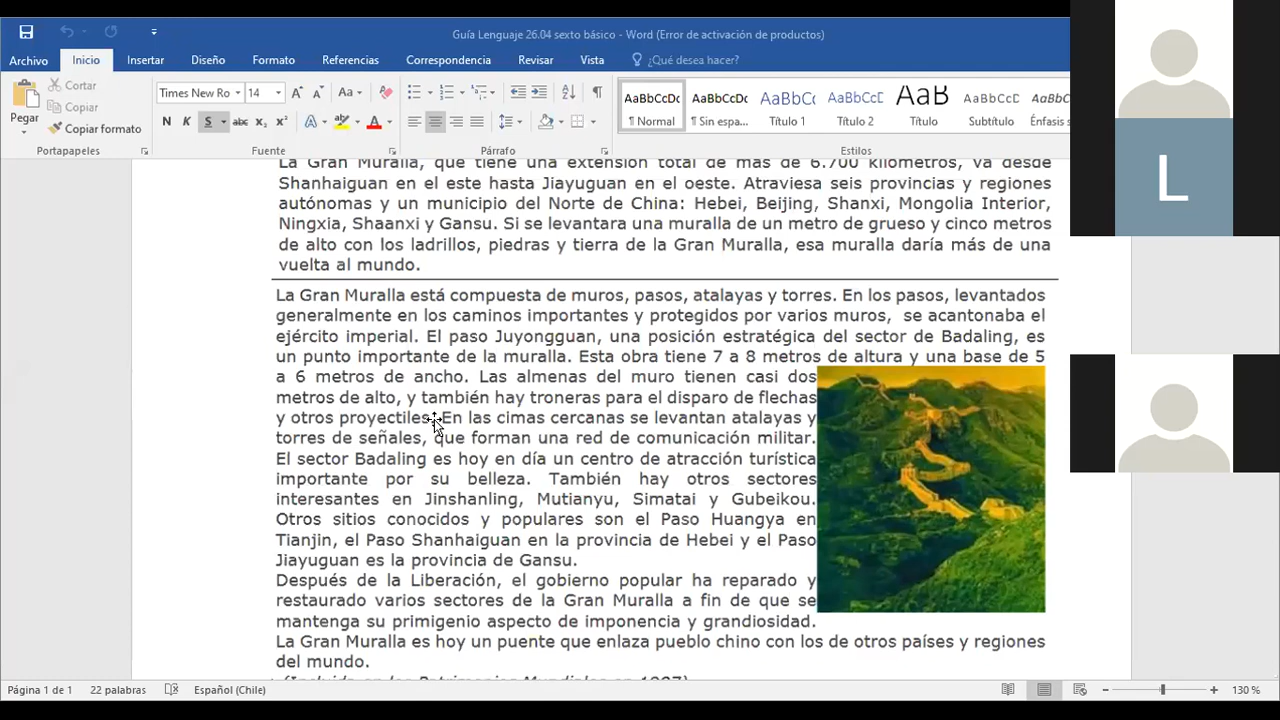 Guía Lenguaje 26.04 sexto básico - Word (Error de activación de productos)
Archivo Inicio Insertar Diseño Formato Referencias Correspondencia Revisar Vista ¿Qué desea hacer?
Pegar
Cortar
Copiar
Copiar formato
Portapapeles
Times New Ro 14
N K S abc x₂ x²
Fuente
Párrafo
AaBbCcDc AaBbCcDc AaBbCcD AaBbCcD AaB AaBbCcD AaBbCcD
¶ Normal ¶ Sin espa... Título 1 Título 2 Título Subtítulo Énfasis s
Estilos
L
La Gran Muralla, que tiene una extensión total de más de 6.700 kilómetros, va desde
Shanhaiguan en el este hasta Jiayuguan en el oeste. Atraviesa seis provincias y regiones
autónomas y un municipio del Norte de China: Hebei, Beijing, Shanxi, Mongolia Interior,
Ningxia, Shaanxi y Gansu. Si se levantara una muralla de un metro de grueso y cinco metros
de alto con los ladrillos, piedras y tierra de la Gran Muralla, esa muralla daría más de una
vuelta al mundo.
La Gran Muralla está compuesta de muros, pasos, atalayas y torres. En los pasos, levantados
generalmente en los caminos importantes y protegidos por varios muros, se acantonaba el
ejército imperial. El paso Juyongguan, una posición estratégica del sector de Badaling, es
un punto importante de la muralla. Esta obra tiene 7 a 8 metros de altura y una base de 5
a 6 metros de ancho. Las almenas del muro tienen casi dos
metros de alto, y también hay troneras para el disparo de flechas
y otros proyectiles. En las cimas cercanas se levantan atalayas y
torres de señales, que forman una red de comunicación militar.
El sector Badaling es hoy en día un centro de atracción turística
importante por su belleza. También hay otros sectores
interesantes en Jinshanling, Mutianyu, Simatai y Gubeikou.
Otros sitios conocidos y populares son el Paso Huangya en
Tianjin, el Paso Shanhaiguan en la provincia de Hebei y el Paso
Jiayuguan es la provincia de Gansu.
Después de la Liberación, el gobierno popular ha reparado y
restaurado varios sectores de la Gran Muralla a fin de que se
mantenga su primigenio aspecto de imponencia y grandiosidad.
La Gran Muralla es hoy un puente que enlaza pueblo chino con los de otros países y regiones
del mundo.
(Incluida en los Patrimonios Mundiales en 1987)
Página 1 de 1 22 palabras Español (Chile) 130 %